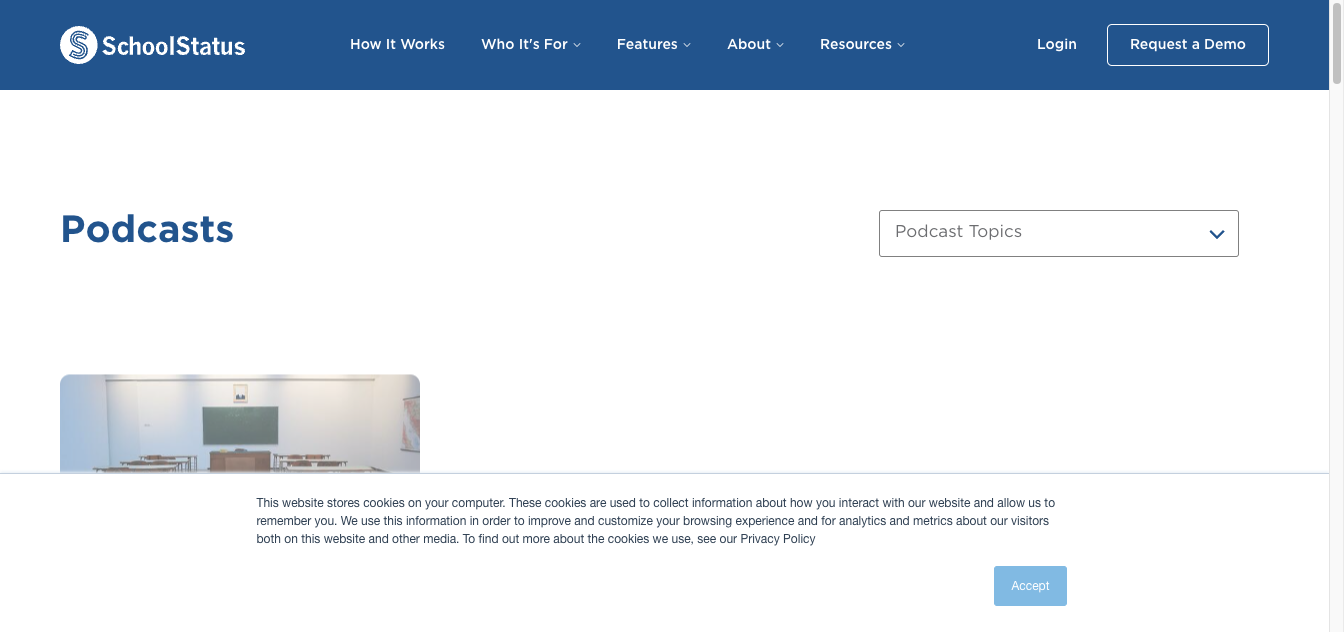 SchoolStatus
How It Works
Who It's For
Features
About
Resources
Login
Request a Demo
Podcasts
Podcast Topics
This website stores cookies on your computer. These cookies are used to collect information about how you interact with our website and allow us to
remember you. We use this information in order to improve and customize your browsing experience and for analytics and metrics about our visitors
both on this website and other media. To find out more about the cookies we use, see our Privacy Policy
Accept